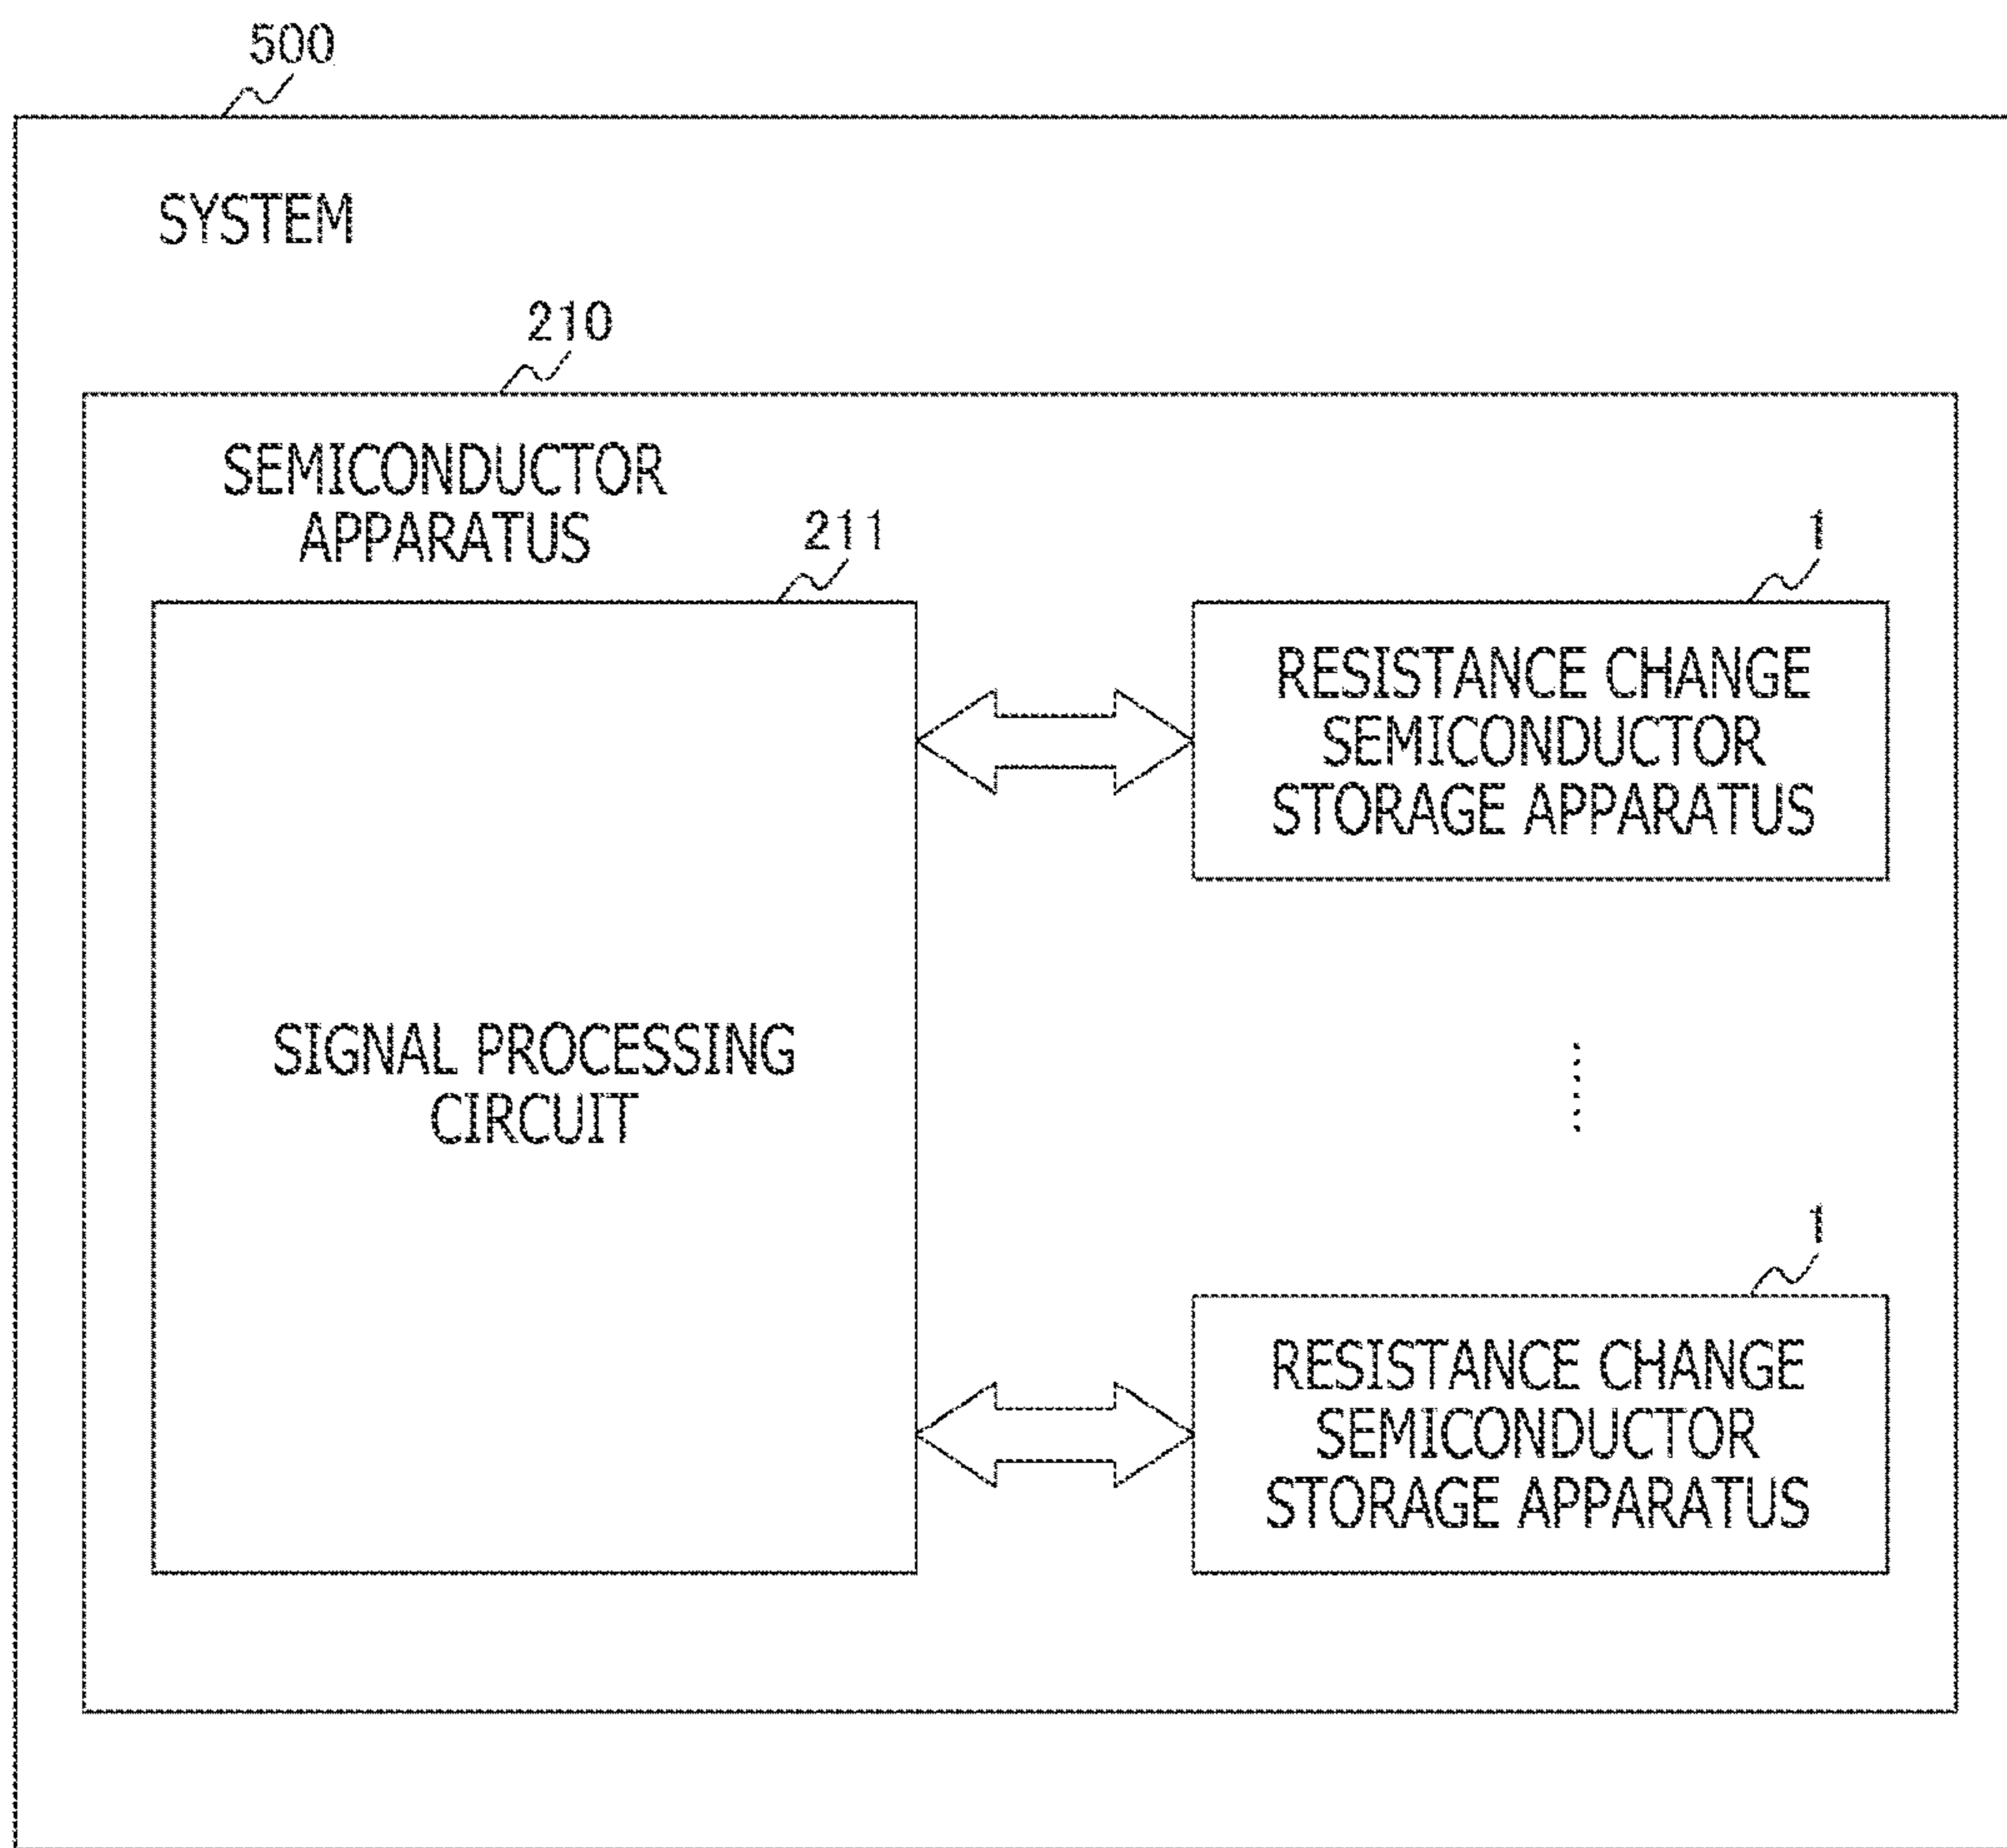 500
SYSTEM
210
SEMICONDUCTOR
APPARATUS
211
SIGNAL PROCESSING
CIRCUIT
1
RESISTANCE CHANGE
SEMICONDUCTOR
STORAGE APPARATUS
1
RESISTANCE CHANGE
SEMICONDUCTOR
STORAGE APPARATUS